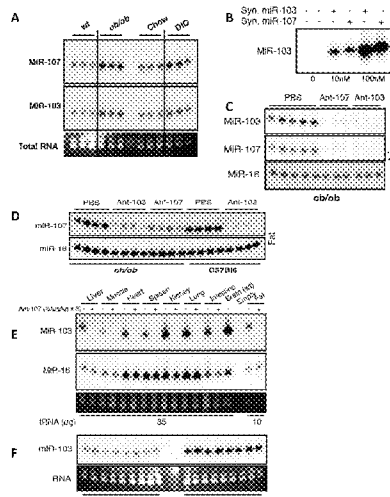 A
wt ob/ob Chow DIO
MiR-107
MiR-103
Total RNA
B
Syn. miR-103 - - + - + -
Syn. miR-107
MiR-103
0 10nM 100nM
C
PBS Ant-107 Ant-103
MiR-103
MiR-107
MiR-16
ob/ob
D
PBS Ant-103 Ant-107 PBS Ant-103
miR-107
miR-16
Fat
ob/ob C57Bl6
E
Liver Muscle Heart Spleen Kidney Lung Intestine Brain Empty Fat
MiR-103
MiR-16
tRNA (µg) 35 10
F
miR-103
RNA